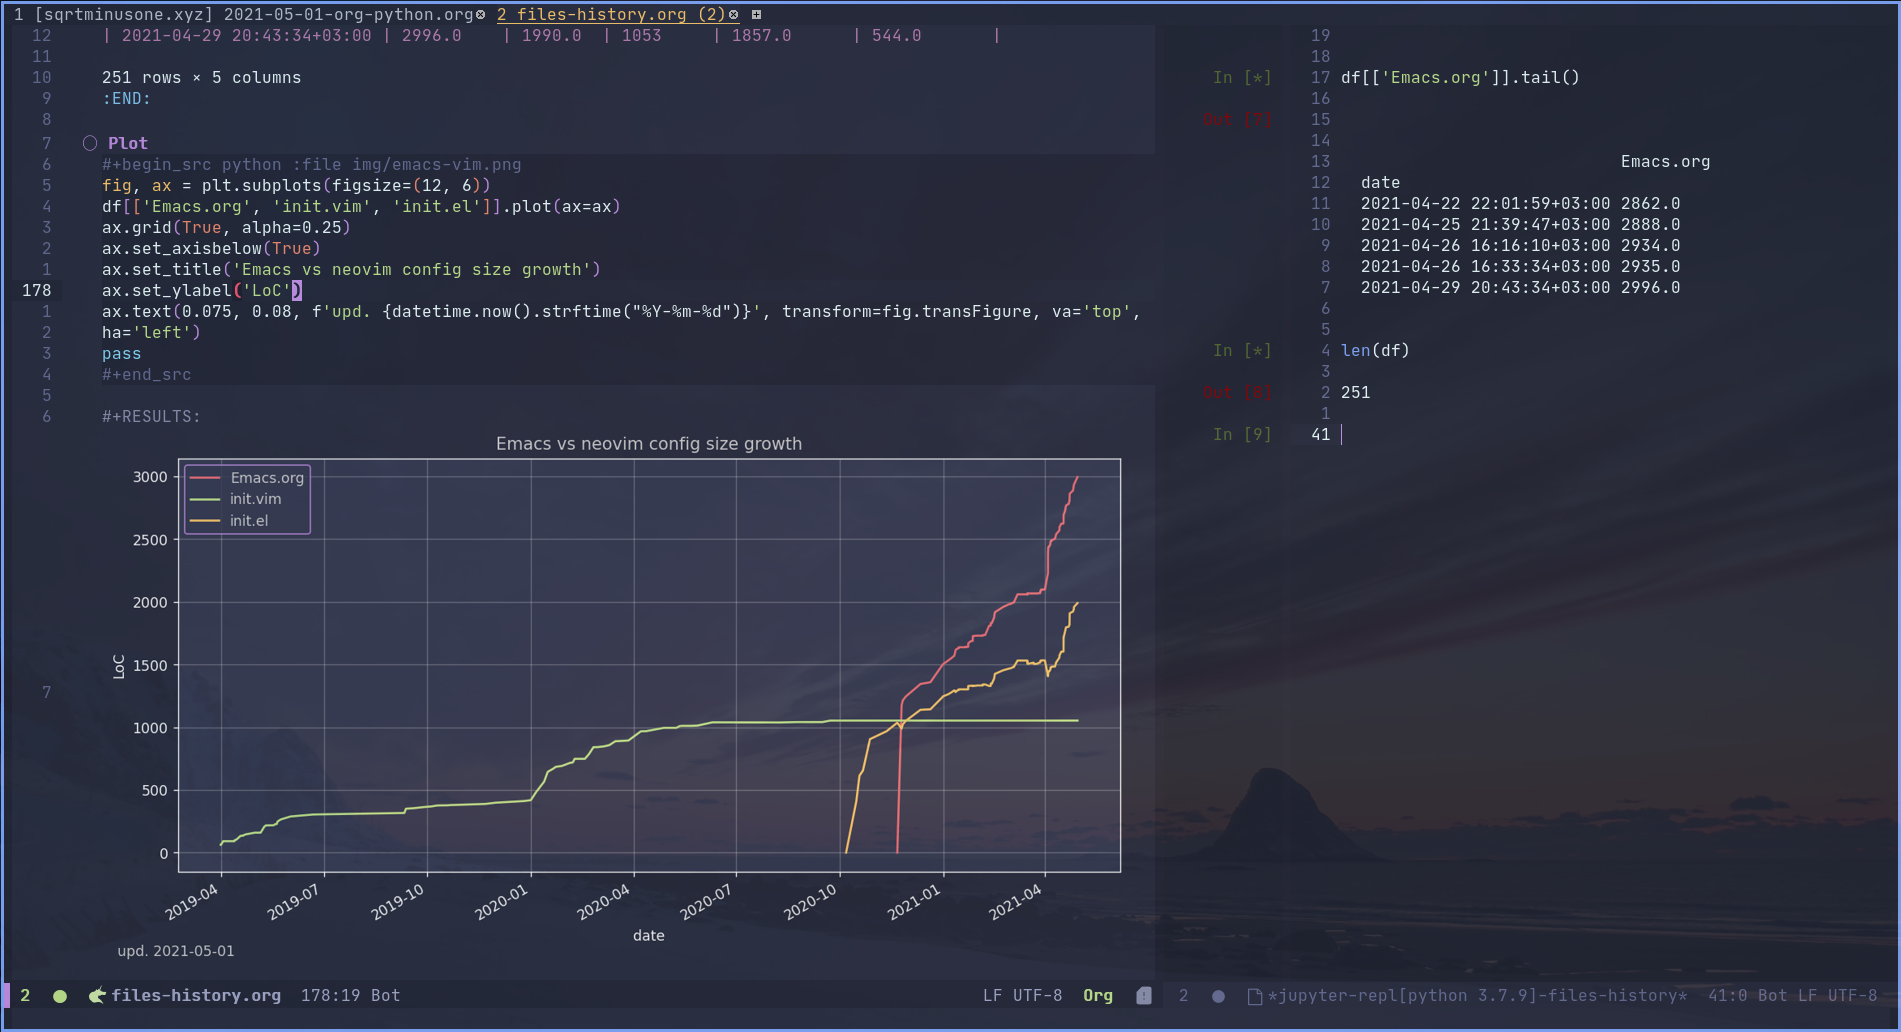 1 [sqrtminusone.xyz] 2021-05-01-org-python.org 2 files-history.org (2)
12 | 2021-04-29 20:43:34+03:00 | 2996.0 | 1990.0 | 1053 | 1857.0 | 544.0 |
11
10 251 rows × 5 columns
9 :END:
8
7 Plot
6 #+begin_src python :file img/emacs-vim.png
5 fig, ax = plt.subplots(figsize=(12, 6))
4 df[['Emacs.org', 'init.vim', 'init.el']].plot(ax=ax)
3 ax.grid(True, alpha=0.25)
2 ax.set_axisbelow(True)
1 ax.set_title('Emacs vs neovim config size growth')
178 ax.set_ylabel('LoC')
1 ax.text(0.075, 0.08, f'upd. {datetime.now().strftime("%Y-%m-%d")}', transform=fig.transFigure, va='top',
2 ha='left')
3 pass
4 #+end_src
5
6 #+RESULTS:
Emacs vs neovim config size growth
3000
2500
2000
1500
1000
500
0
LoC
Emacs.org
init.vim
init.el
7
2019-04 2019-07 2019-10 2020-01 2020-04 2020-07 2020-10 2021-01 2021-04
date
upd. 2021-05-01
2 files-history.org 178:19 Bot LF UTF-8 Org
19
18
In [*] 17 df[['Emacs.org']].tail()
16
Out [7] 15
14
13 Emacs.org
12 date
11 2021-04-22 22:01:59+03:00 2862.0
10 2021-04-25 21:39:47+03:00 2888.0
9 2021-04-26 16:16:10+03:00 2934.0
8 2021-04-26 16:33:34+03:00 2935.0
7 2021-04-29 20:43:34+03:00 2996.0
6
5
In [*] 4 len(df)
3
Out [8] 2 251
1
In [9] 41
2 *jupyter-repl[python 3.7.9]-files-history* 41:0 Bot LF UTF-8